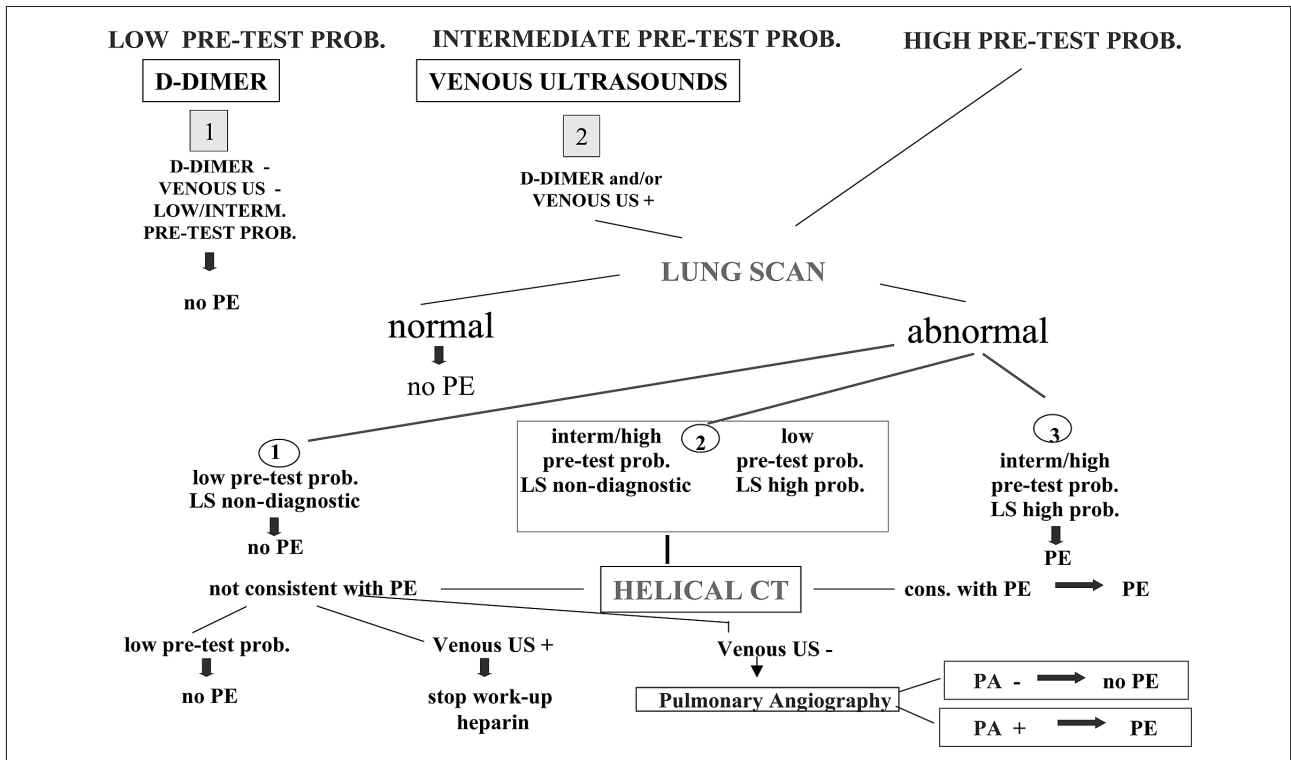 LOW PRE-TEST PROB.
INTERMEDIATE PRE-TEST PROB.
HIGH PRE-TEST PROB.
D-DIMER
VENOUS ULTRASOUNDS
1
D-DIMER -
VENOUS US -
LOW/INTERM.
PRE-TEST PROB.
no PE
2
D-DIMER and/or
VENOUS US +
LUNG SCAN
normal
no PE
abnormal
1
low pre-test prob.
LS non-diagnostic
no PE
2
interm/high
pre-test prob.
LS non-diagnostic
low
pre-test prob.
LS high prob.
3
interm/high
pre-test prob.
LS high prob.
PE
not consistent with PE
HELICAL CT
cons. with PE
PE
low pre-test prob.
no PE
Venous US +
stop work-up
heparin
Venous US -
Pulmonary Angiography
PA - no PE
PA + PE